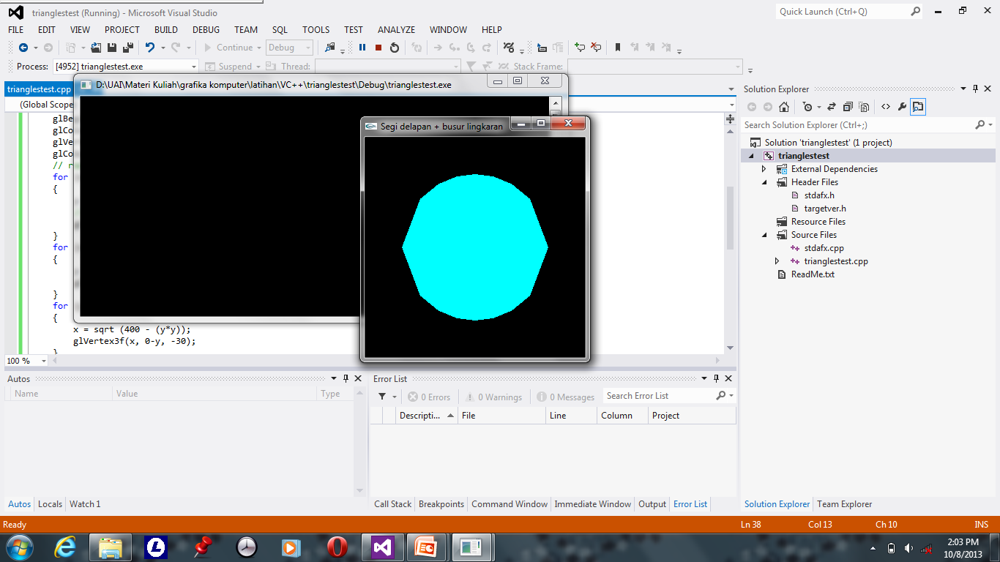 trianglestest (Running) - Microsoft Visual Studio
Quick Launch (Ctrl+Q)
FILE EDIT VIEW PROJECT BUILD DEBUG TEAM SQL TOOLS TEST ANALYZE WINDOW HELP
Continue Debug
Process: [4952] trianglestest.exe Suspend Thread: Stack Frame:
D:\UAI\Materi Kuliah\grafika komputer\latihan\VC++\trianglestest\Debug\trianglestest.exe
trianglestest.cpp
(Global Scope
glBe
glCo
glVe
glCo
// r
for
{
}
for
{
}
for
{
x = sqrt (400 - (y*y));
glVertex3f(x, 0-y, -30);
}
100 %
Segi delapan + busur lingkaran
Solution Explorer
Search Solution Explorer (Ctrl+;)
Solution 'trianglestest' (1 project)
trianglestest
External Dependencies
Header Files
stdafx.h
targetver.h
Resource Files
Source Files
stdafx.cpp
trianglestest.cpp
ReadMe.txt
Autos
Name Value Type
Autos Locals Watch 1
Error List
0 Errors 0 Warnings 0 Messages Search Error List
Descripti... File Line Column Project
Call Stack Breakpoints Command Window Immediate Window Output Error List
Solution Explorer Team Explorer
Ready Ln 38 Col 13 Ch 10 INS
2:03 PM
10/8/2013